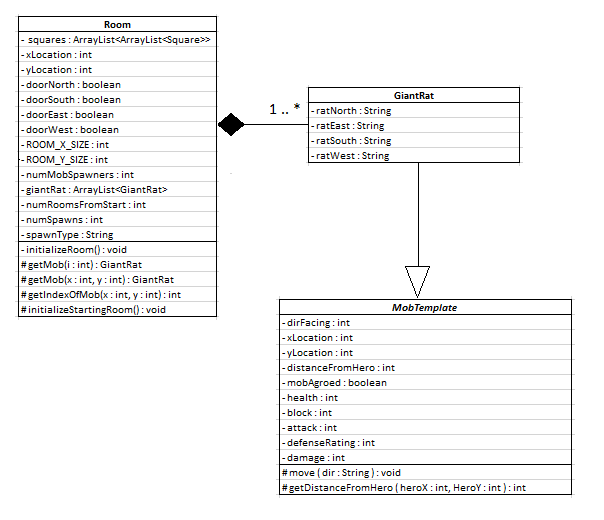 Room
- squares : ArrayList<ArrayList<Square>>
-xLocation : int
-yLocation : int
-doorNorth : boolean
-doorSouth : boolean
-doorEast : boolean
-doorWest : boolean
-ROOM_X_SIZE : int
-ROOM_Y_SIZE : int
-numMobSpawners : int
-giantRat : ArrayList<GiantRat>
-numRoomsFromStart : int
-numSpawns : int
-spawnType : String
-initializeRoom() : void
#getMob(i : int) : GiantRat
#getMob(x : int, y : int) : GiantRat
#getIndexOfMob(x : int, y : int) : int
#initializeStartingRoom() : void
1 .. *
GiantRat
-ratNorth : String
-ratEast : String
-ratSouth : String
-ratWest : String
MobTemplate
-dirFacing : int
-xLocation : int
-yLocation : int
-distanceFromHero : int
-mobAgroed : boolean
-health : int
-block : int
-attack : int
-defenseRating : int
-damage : int
#move ( dir : String ) : void
#getDistanceFromHero ( heroX : int, HeroY : int ) : int